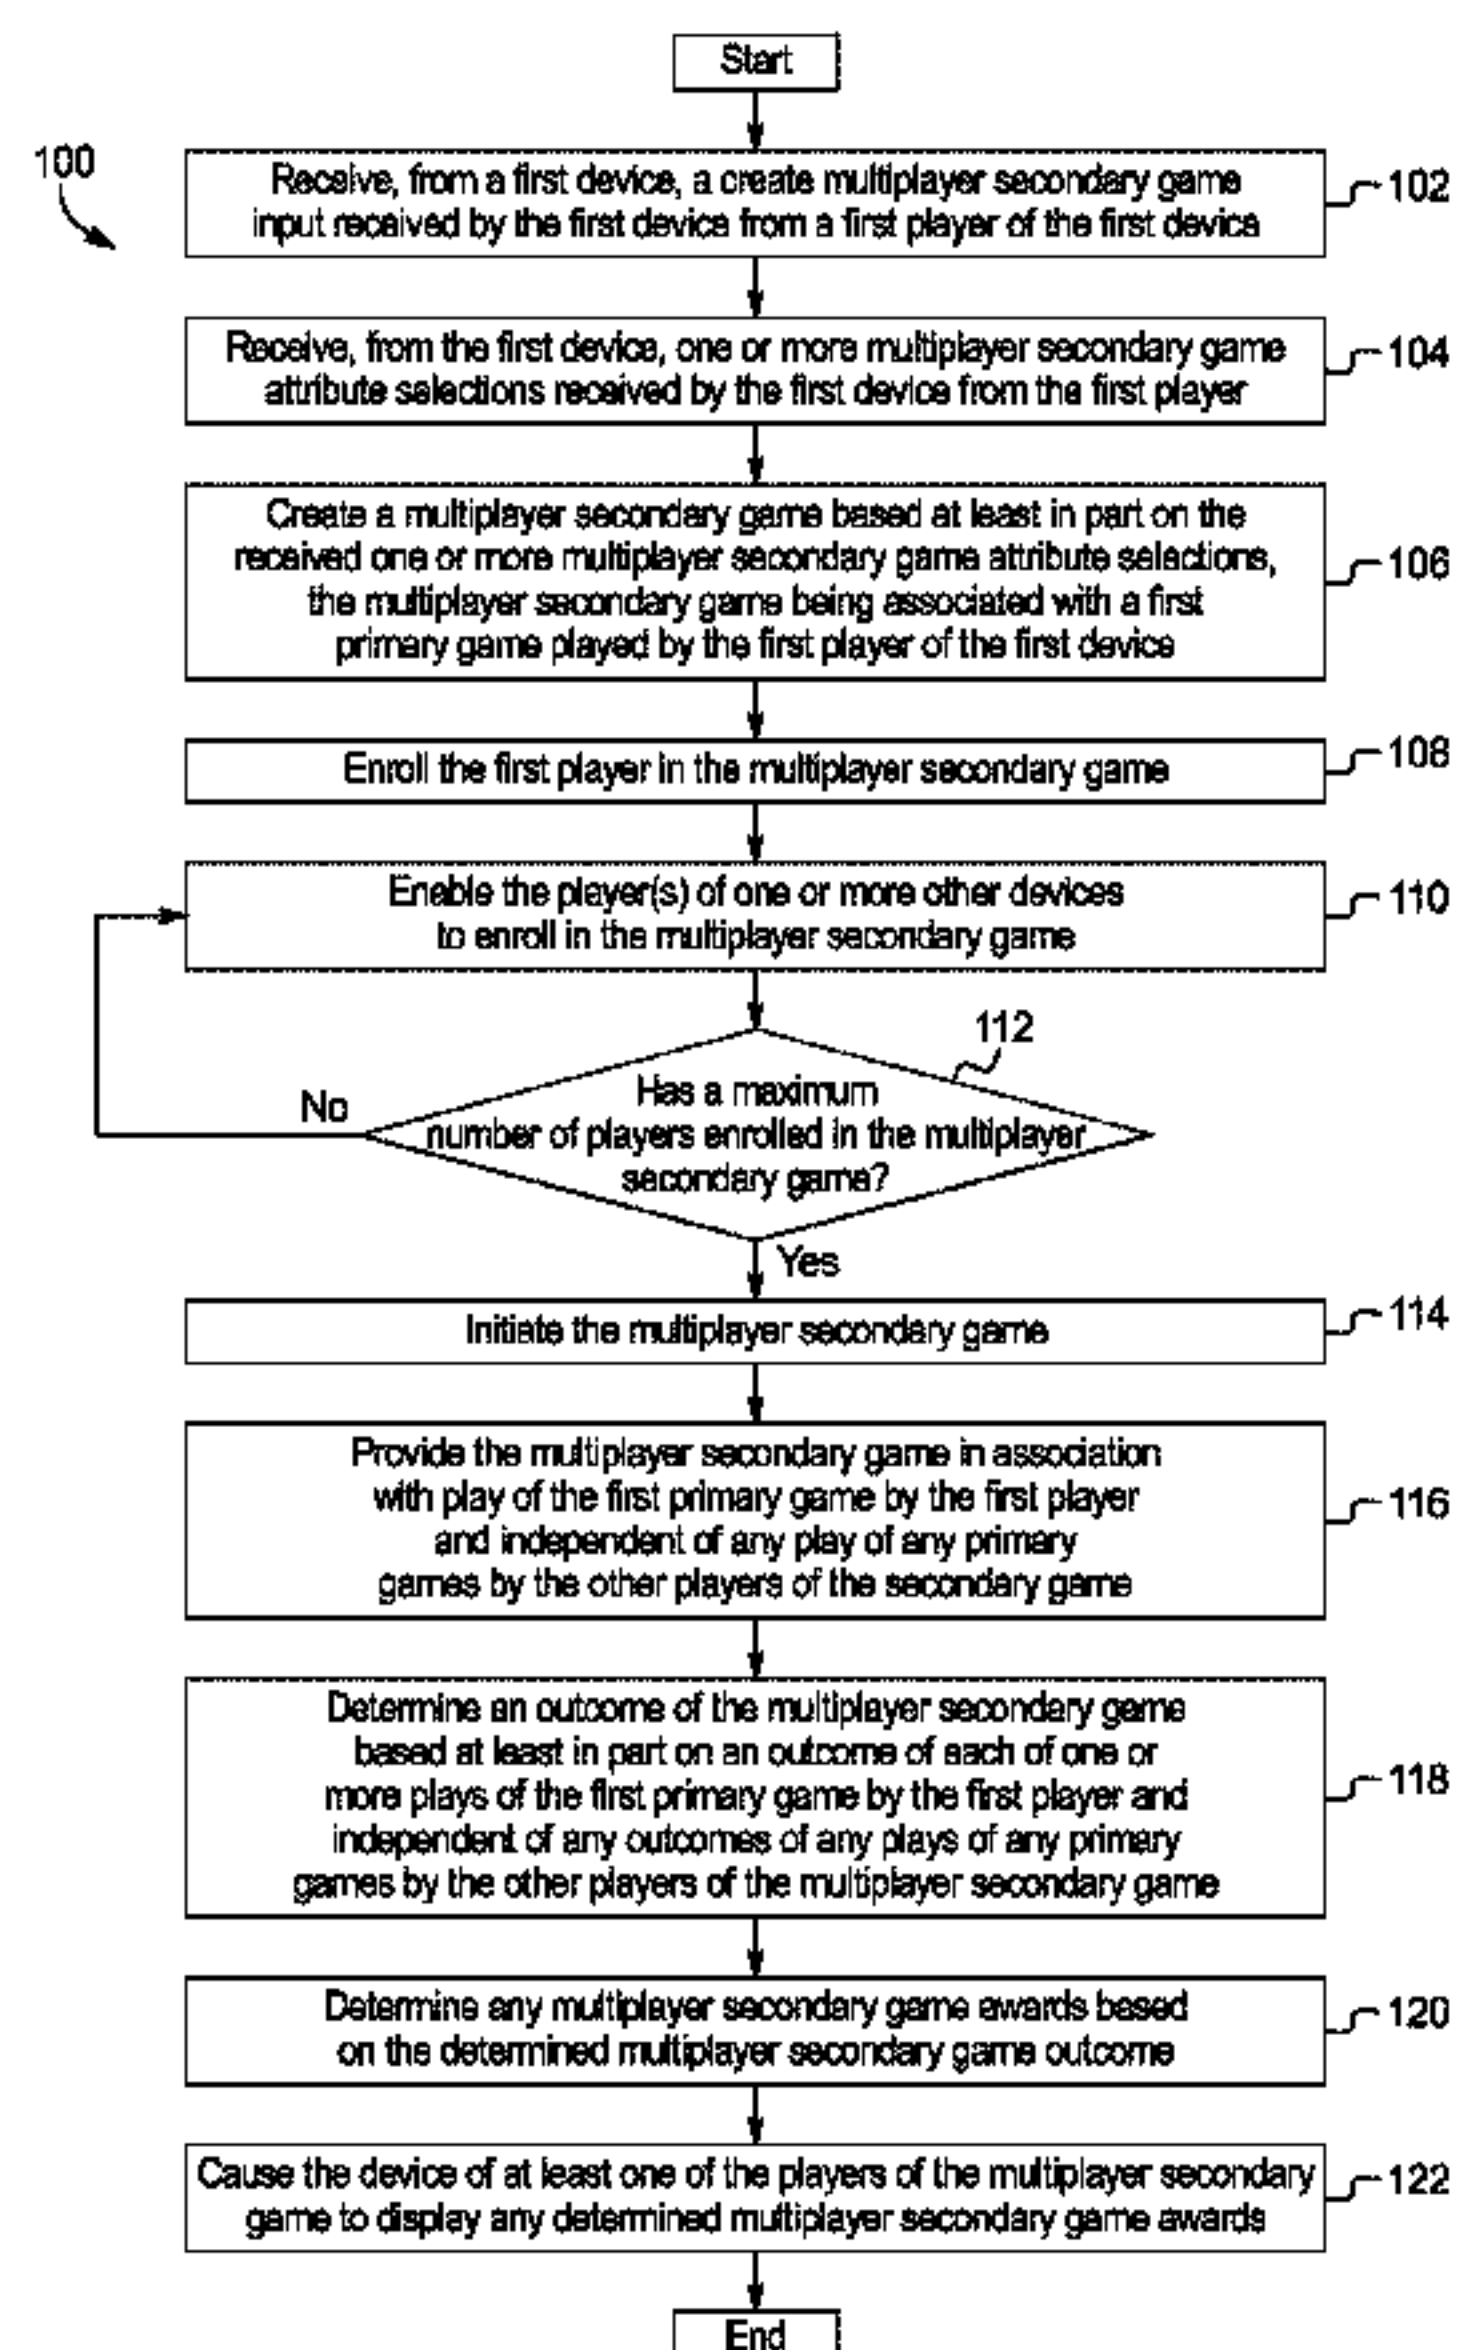 Start
100
Receive, from a first device, a create multiplayer secondary game
input received by the first device from a first player of the first device
102
Receive, from the first device, one or more multiplayer secondary game
attribute selections received by the first device from the first player
104
Create a multiplayer secondary game based at least in part on the
received one or more multiplayer secondary game attribute selections,
the multiplayer secondary game being associated with a first
primary game played by the first player of the first device
106
Enroll the first player in the multiplayer secondary game
108
Enable the player(s) of one or more other devices
to enroll in the multiplayer secondary game
110
112
Has a maximum
number of players enrolled in the multiplayer
secondary game?
No
Yes
Initiate the multiplayer secondary game
114
Provide the multiplayer secondary game in association
with play of the first primary game by the first player
and independent of any play of any primary
games by the other players of the secondary game
116
Determine an outcome of the multiplayer secondary game
based at least in part on an outcome of each of one or
more plays of the first primary game by the first player and
independent of any outcomes of any plays of any primary
games by the other players of the multiplayer secondary game
118
Determine any multiplayer secondary game awards based
on the determined multiplayer secondary game outcome
120
Cause the device of at least one of the players of the multiplayer secondary
game to display any determined multiplayer secondary game awards
122
End